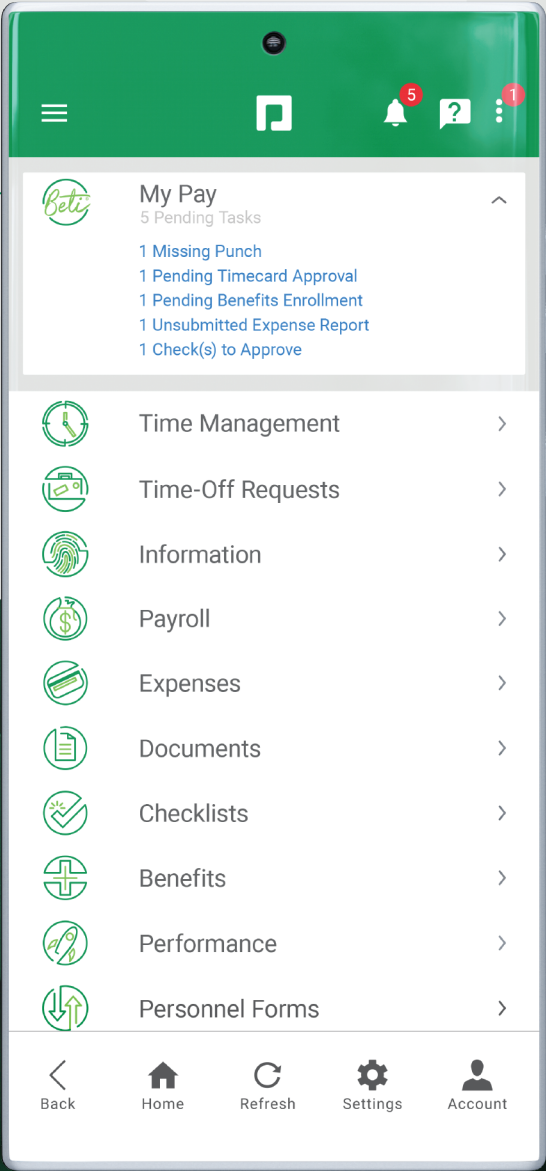 5
?
1
Beti
My Pay
5 Pending Tasks
1 Missing Punch
1 Pending Timecard Approval
1 Pending Benefits Enrollment
1 Unsubmitted Expense Report
1 Check(s) to Approve
Time Management
Time-Off Requests
Information
$
Payroll
Expenses
Documents
Checklists
Benefits
Performance
Personnel Forms
Back
Home
Refresh
Settings
Account